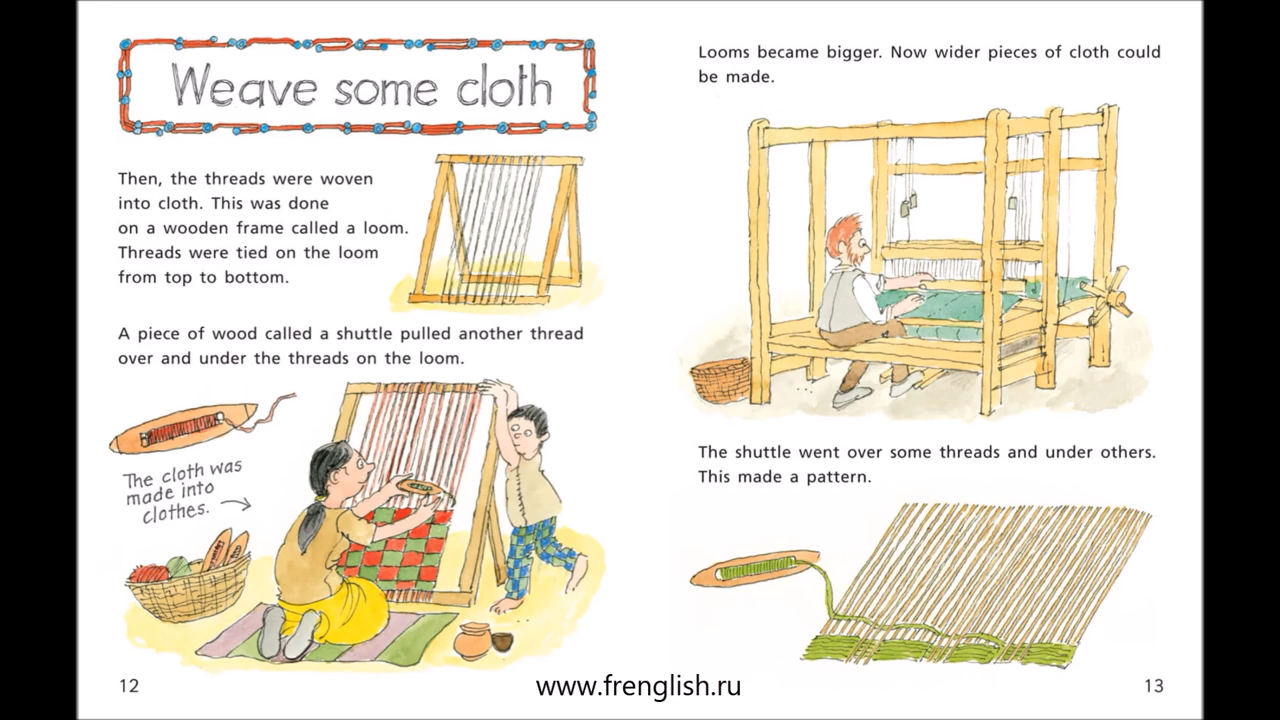 Weave some cloth
Then, the threads were woven
into cloth. This was done
on a wooden frame called a loom.
Threads were tied on the loom
from top to bottom.
A piece of wood called a shuttle pulled another thread
over and under the threads on the loom.
The cloth was
made into
clothes.
12
Looms became bigger. Now wider pieces of cloth could
be made.
The shuttle went over some threads and under others.
This made a pattern.
13
www.frenglish.ru